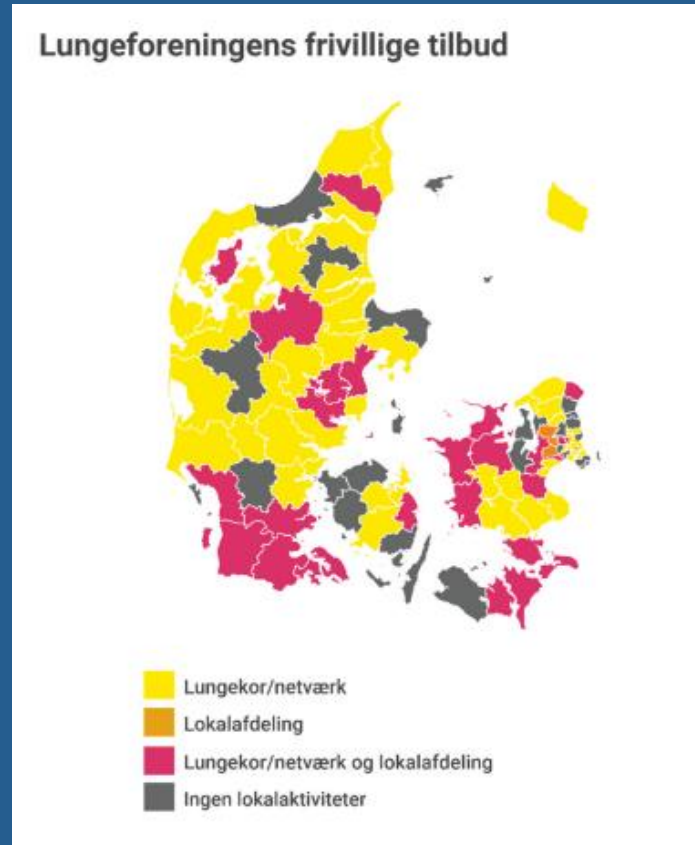 Lungeforeningens frivillige tilbud
Lungekor/netværk
Lokalafdeling
Lungekor/netværk og lokalafdeling
Ingen lokalaktiviteter